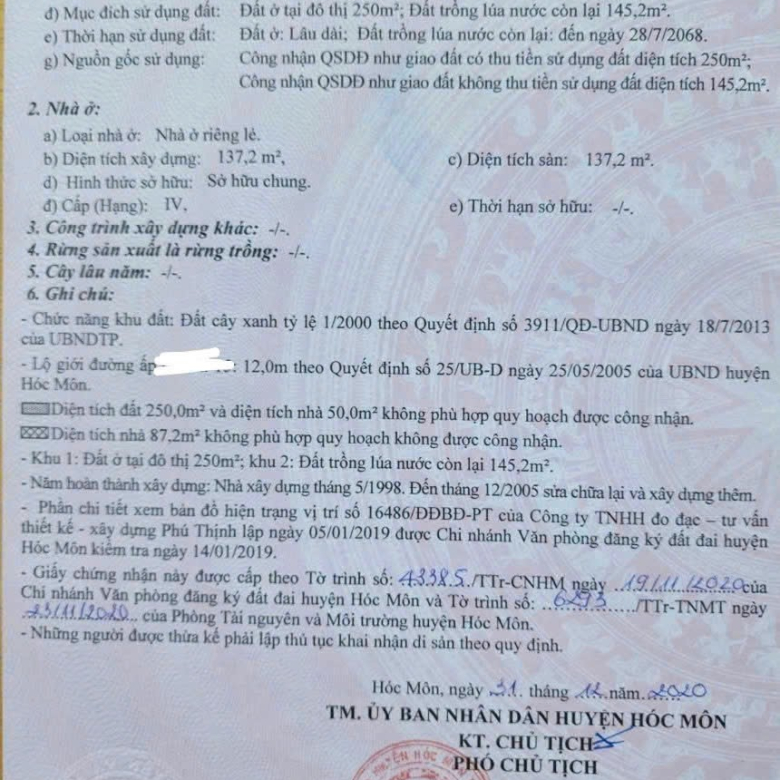 đ) Mục đích sử dụng đất: Đất ở tại đô thị 250m²; Đất trồng lúa nước còn lại 145,2m².
e) Thời hạn sử dụng đất: Đất ở: Lâu dài; Đất trồng lúa nước còn lại: đến ngày 28/7/2068.
g) Nguồn gốc sử dụng: Công nhận QSDĐ như giao đất có thu tiền sử dụng đất diện tích 250m²;
Công nhận QSDĐ như giao đất không thu tiền sử dụng đất diện tích 145,2m².
2. Nhà ở:
a) Loại nhà ở: Nhà ở riêng lẻ.
b) Diện tích xây dựng: 137,2 m², c) Diện tích sàn: 137,2 m².
d) Hình thức sở hữu: Sở hữu chung.
đ) Cấp (Hạng): IV, e) Thời hạn sở hữu: -/-.
3. Công trình xây dựng khác: -/-.
4. Rừng sản xuất là rừng trồng: -/-.
5. Cây lâu năm: -/-.
6. Ghi chú:
- Chức năng khu đất: Đất cây xanh tỷ lệ 1/2000 theo Quyết định số 3911/QĐ-UBND ngày 18/7/2013
của UBNDTP.
- Lộ giới đường ấp : 12,0m theo Quyết định số 25/UB-D ngày 25/05/2005 của UBND huyện
Hóc Môn.
Diện tích đất 250,0m² và diện tích nhà 50,0m² không phù hợp quy hoạch được công nhận.
Diện tích nhà 87,2m² không phù hợp quy hoạch không được công nhận.
- Khu 1: Đất ở tại đô thị 250m²; khu 2: Đất trồng lúa nước còn lại 145,2m².
- Năm hoàn thành xây dựng: Nhà xây dựng tháng 5/1998. Đến tháng 12/2005 sửa chữa lại và xây dựng thêm.
- Phần chi tiết xem bản đồ hiện trạng vị trí số 16486/ĐĐBĐ-PT của Công ty TNHH đo đạc – tư vấn
thiết kế - xây dựng Phú Thịnh lập ngày 05/01/2019 được Chi nhánh Văn phòng đăng ký đất đai huyện
Hóc Môn kiểm tra ngày 14/01/2019.
- Giấy chứng nhận này được cấp theo Tờ trình số: 43385./TTr-CNHM ngày ..19/11/2020của
Chi nhánh Văn phòng đăng ký đất đai huyện Hóc Môn và Tờ trình số: ..6293....../TTr-TNMT ngày
.23/11/2020.. của Phòng Tài nguyên và Môi trường huyện Hóc Môn.
- Những người được thừa kế phải lập thủ tục khai nhận di sản theo quy định.
Hóc Môn, ngày .31. tháng .12.năm..2020
TM. ỦY BAN NHÂN DÂN HUYỆN HÓC MÔN
KT. CHỦ TỊCH
PHÓ CHỦ TỊCH
HUYỆN HÓC M